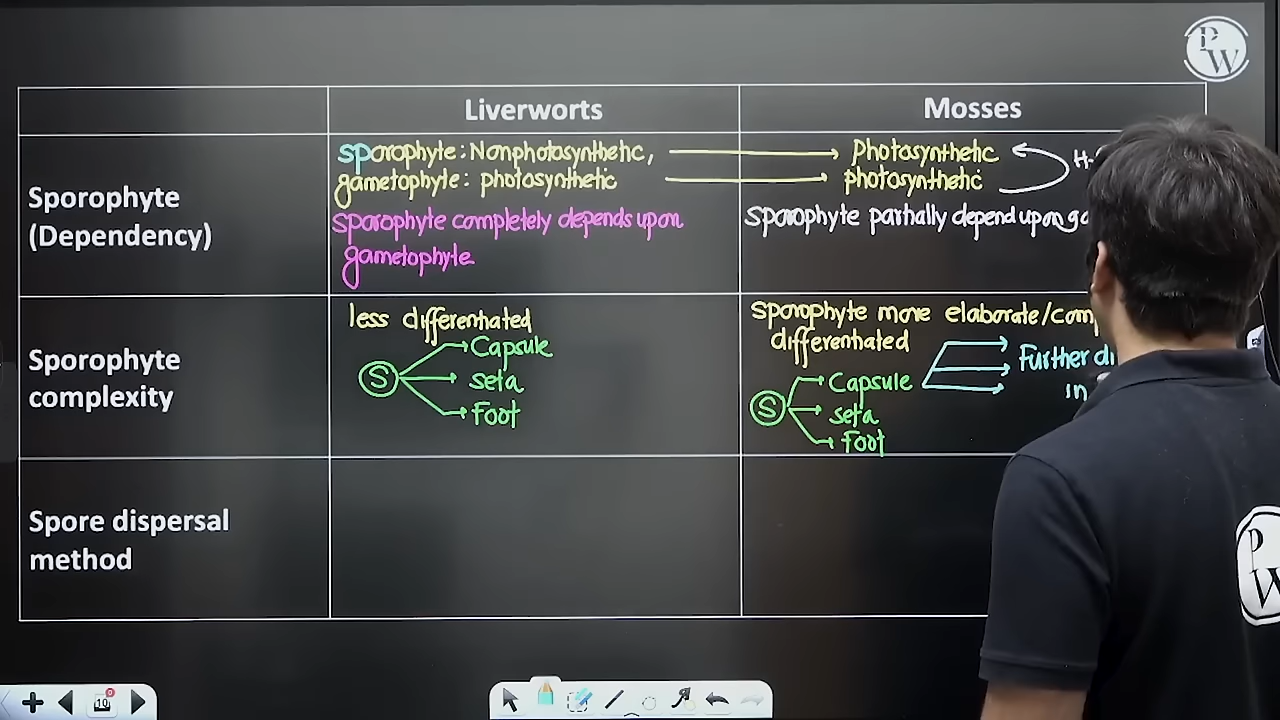 P
W
Liverworts
Mosses
Sporophyte
(Dependency)
sporophyte: Nonphotosynthetic,
gametophyte: photosynthetic
sporophyte completely depends upon
gametophyte
Photosynthetic
photosynthetic
sporophyte partially depend upon
Sporophyte
complexity
less differentiated
S
Capsule
seta
Foot
sporophyte more elaborate/
differentiated
S
Capsule
seta
Foot
Further
in
Spore dispersal
method
P
W
10
0